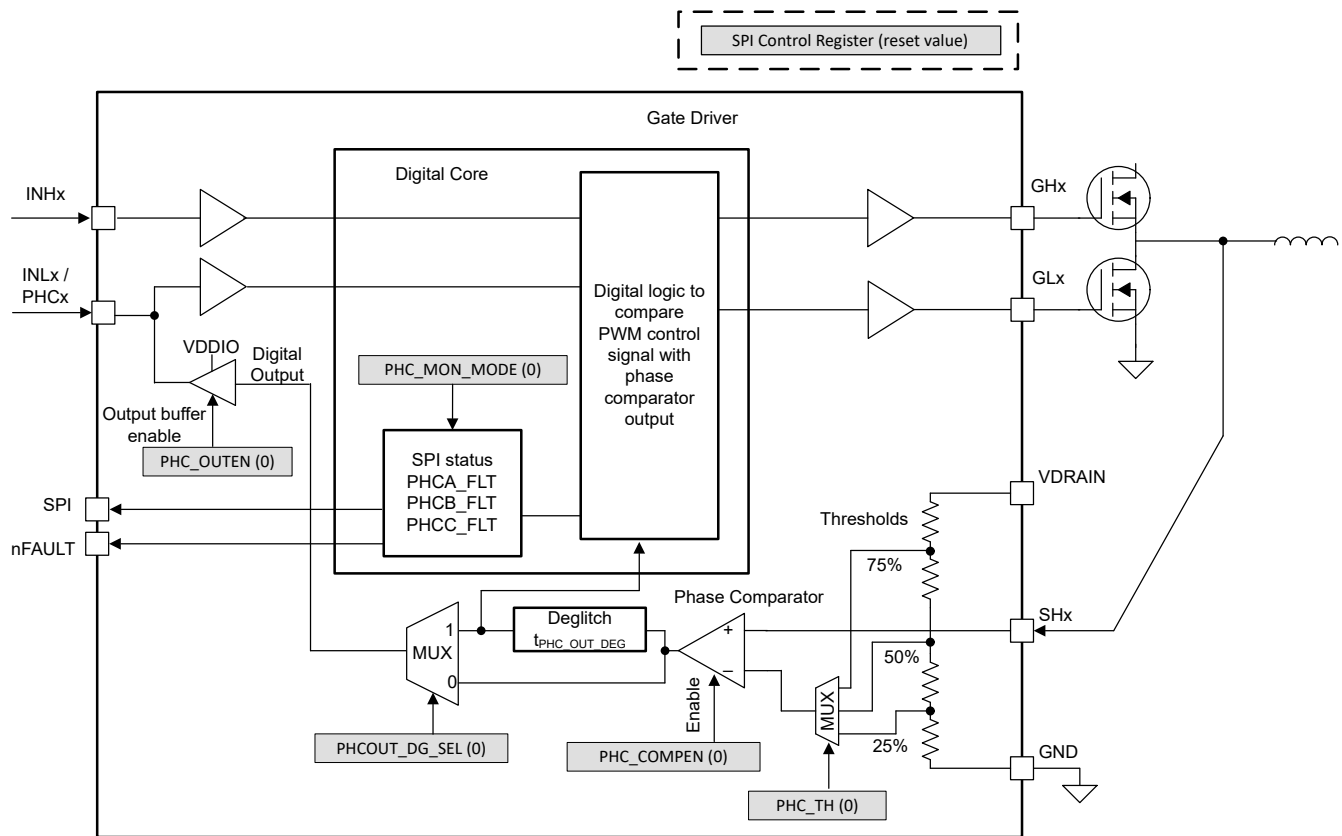 SPI Control Register (reset value)
Gate Driver
Digital Core
INHx
GHx
INLx /
PHCx
GLx
Digital logic to
compare
PWM control
signal with
phase
comparator
output
VDDIO
Digital
Output
PHC_MON_MODE (0)
Output buffer
enable
PHC_OUTEN (0)
SPI status
PHCA_FLT
PHCB_FLT
PHCC_FLT
SPI
nFAULT
VDRAIN
Thresholds
75%
Phase Comparator
Deglitch
tPHC_OUT_DEG
1
MUX
0
+
–
SHx
50%
MUX
Enable
25%
PHCOUT_DG_SEL (0)
PHC_COMPEN (0)
GND
PHC_TH (0)